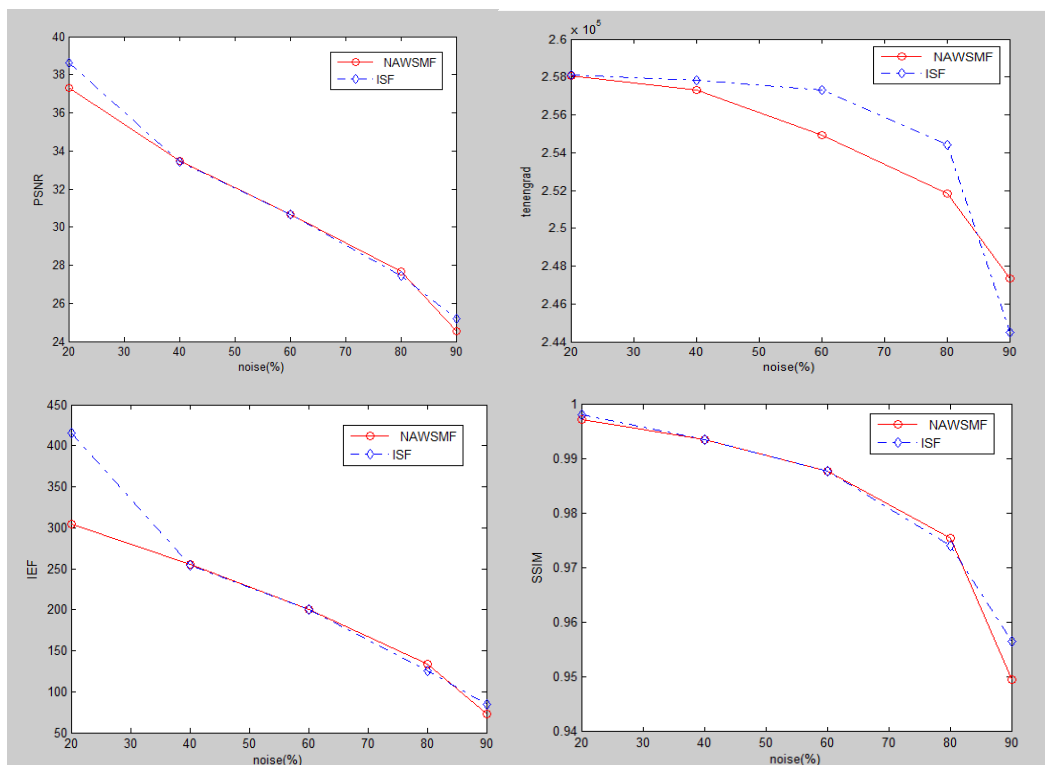 40
38
36
34
32
30
28
26
24
PSNR
NAWSMF
ISF
20 30 40 50 60 70 80 90
noise(%)
× 10^5
2.6
2.58
2.56
2.54
2.52
2.5
2.48
2.46
2.44
tenengrad
NAWSMF
ISF
20 30 40 50 60 70 80 90
noise(%)
450
400
350
300
250
200
150
100
50
IEF
NAWSMF
ISF
20 30 40 50 60 70 80 90
noise(%)
1
0.99
0.98
0.97
0.96
0.95
0.94
SSIM
NAWSMF
ISF
20 30 40 50 60 70 80 90
noise(%)